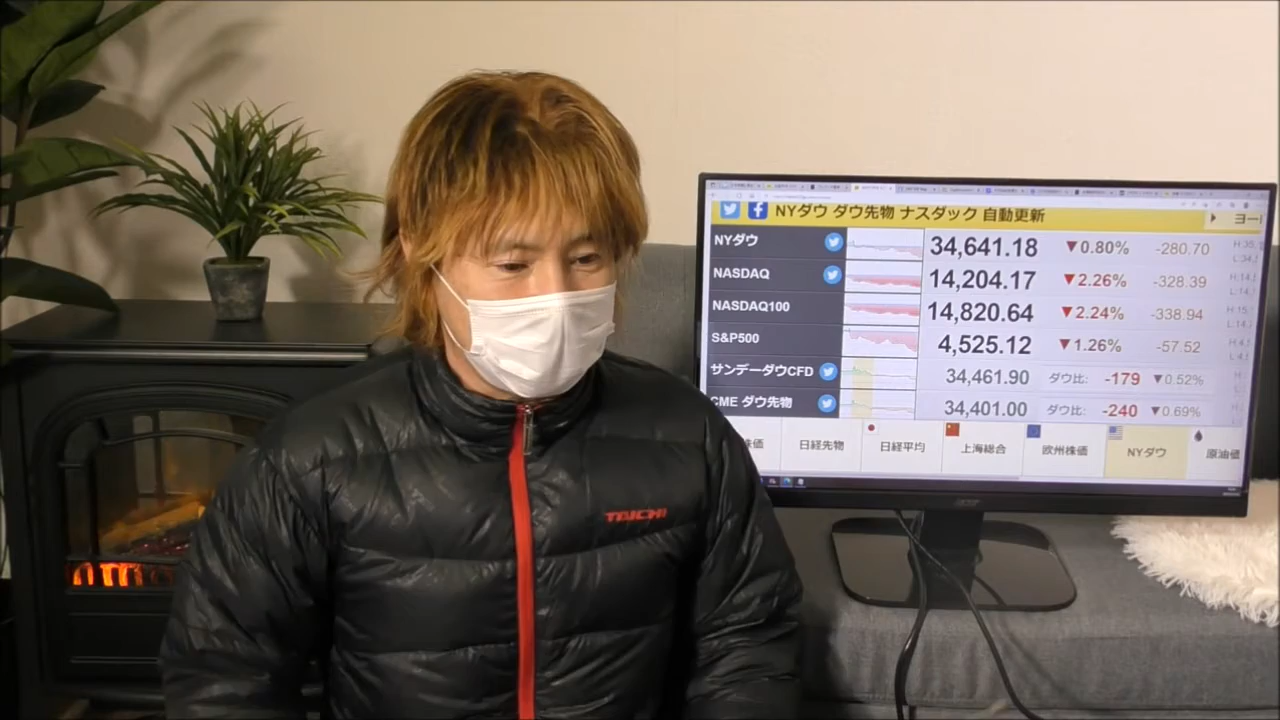 NYダウ ダウ先物 ナスダック 自動更新
NYダウ 34,641.18 ▼0.80% -280.70
NASDAQ 14,204.17 ▼2.26% -328.39
NASDAQ100 14,820.64 ▼2.24% -338.94
S&P500 4,525.12 ▼1.26% -57.52
サンデーダウCFD 34,461.90 ダウ比: -179 ▼0.52%
CME ダウ先物 34,401.00 ダウ比: -240 ▼0.69%
株価 日経先物 日経平均 上海総合 欧州株価 NYダウ 原油価
acer
TAICHI